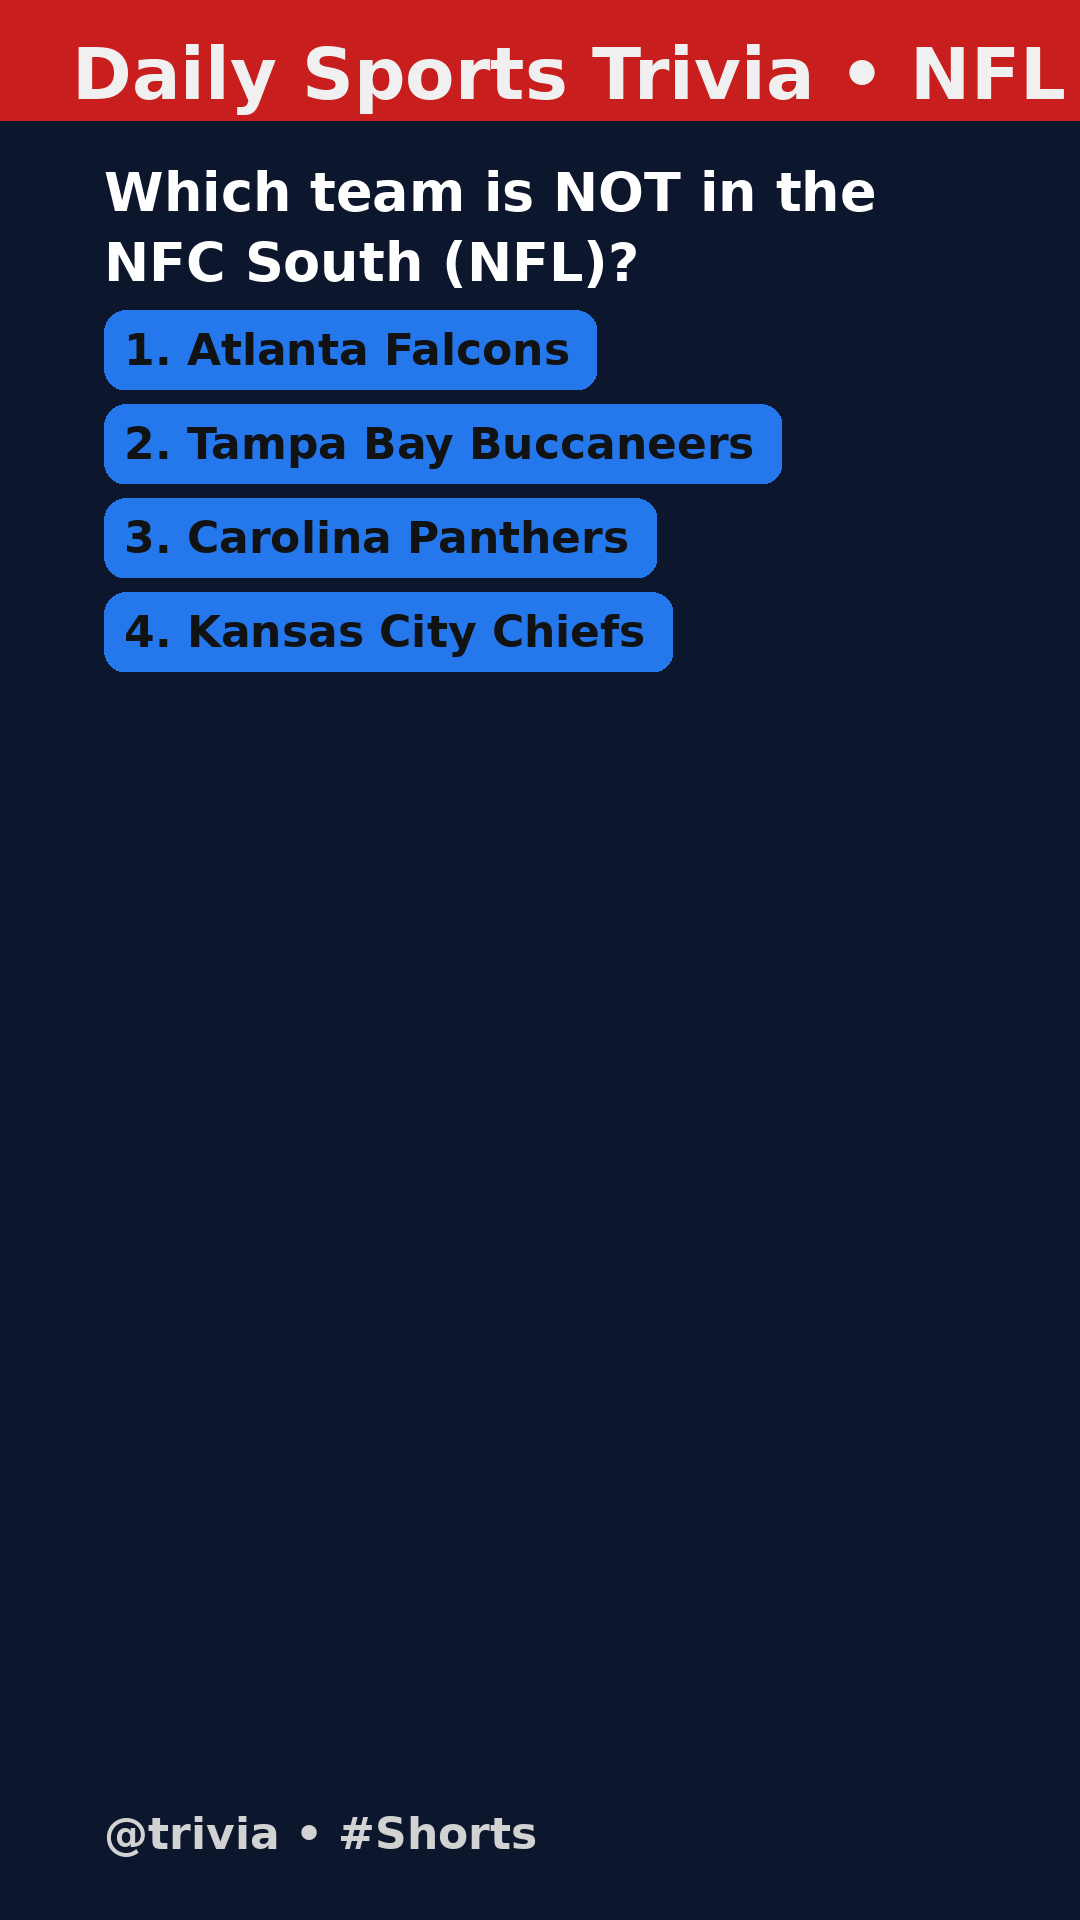 Daily Sports Trivia • NFL
Which team is NOT in the
NFC South (NFL)?
1. Atlanta Falcons
2. Tampa Bay Buccaneers
3. Carolina Panthers
4. Kansas City Chiefs
@trivia • #Shorts